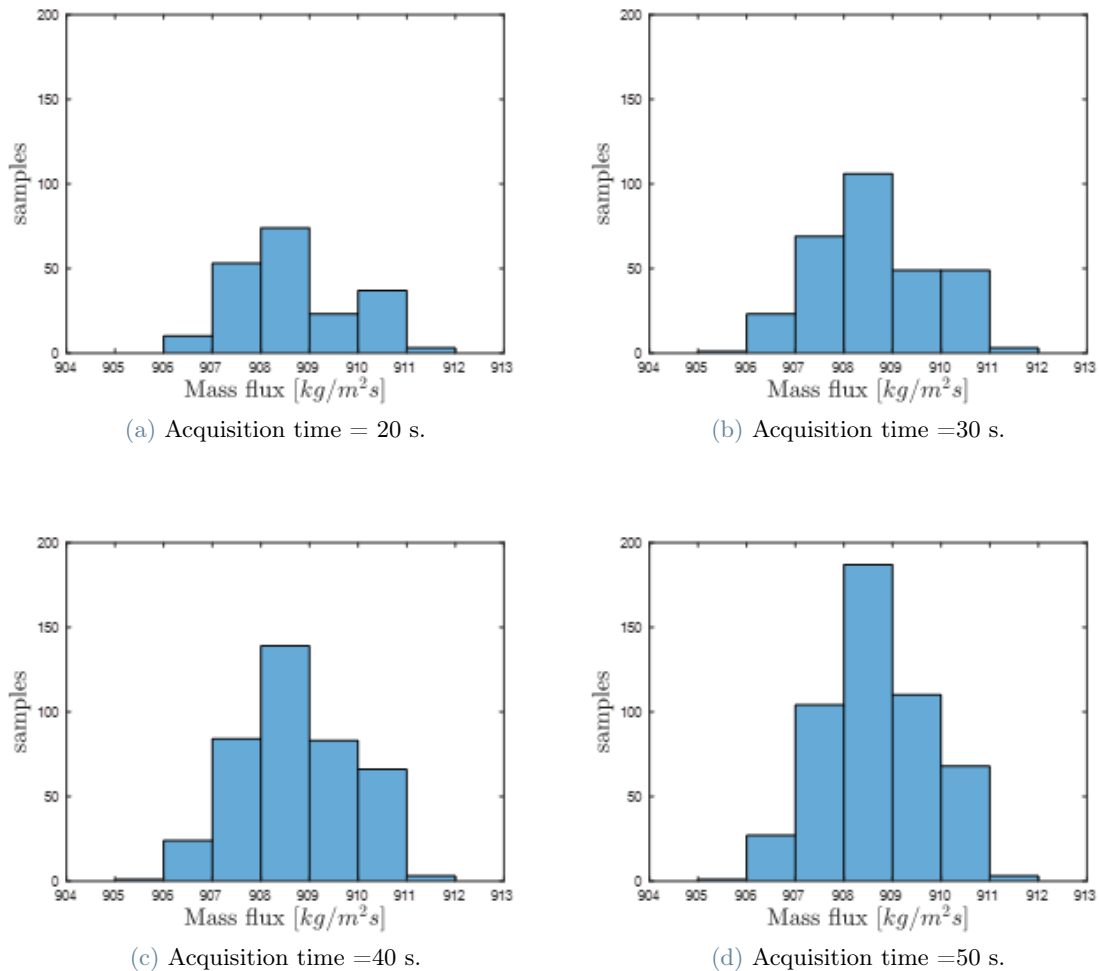 200
150
100
50
0
samples
904 905 906 907 908 909 910 911 912 913
Mass flux [kg/m²s]
(a) Acquisition time = 20 s.
200
150
100
50
0
samples
904 905 906 907 908 909 910 911 912 913
Mass flux [kg/m²s]
(b) Acquisition time =30 s.
200
150
100
50
0
samples
904 905 906 907 908 909 910 911 912 913
Mass flux [kg/m²s]
(c) Acquisition time =40 s.
200
150
100
50
0
samples
904 905 906 907 908 909 910 911 912 913
Mass flux [kg/m²s]
(d) Acquisition time =50 s.